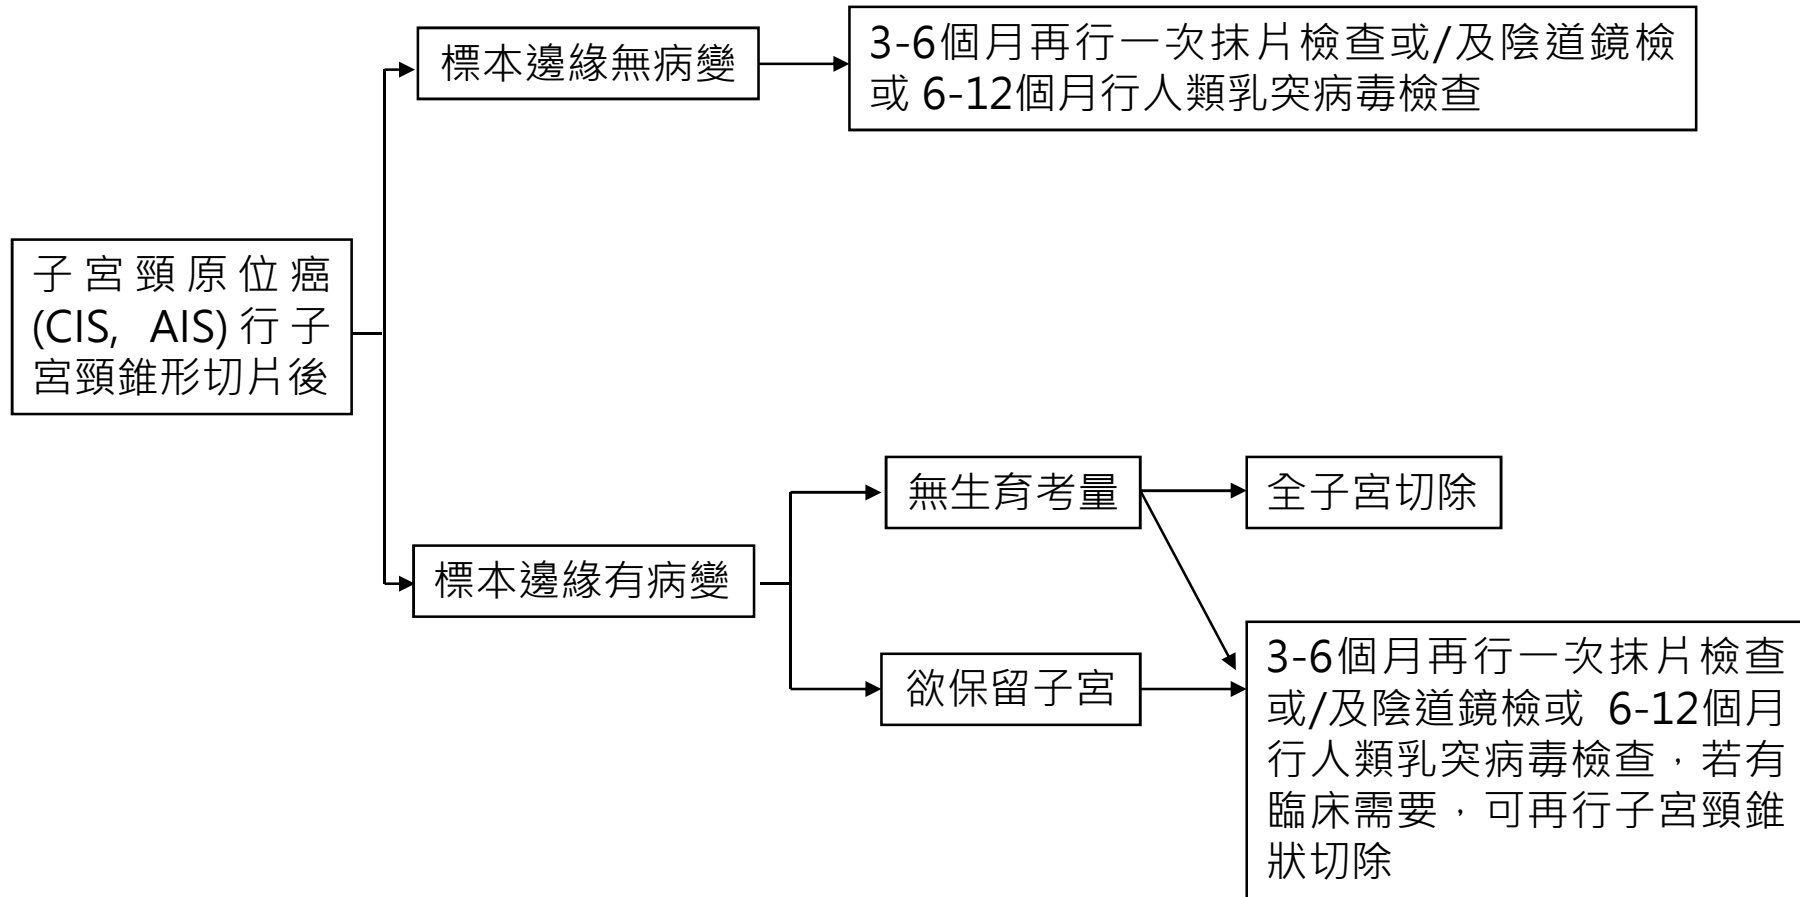 標本邊緣無病變
3-6個月再行一次抹片檢查或/及陰道鏡檢
或 6-12個月行人類乳突病毒檢查
子宮頸原位癌
(CIS, AIS)行子
宮頸錐形切片後
無生育考量
全子宮切除
標本邊緣有病變
欲保留子宮
3-6個月再行一次抹片檢查
或/及陰道鏡檢或 6-12個月
行人類乳突病毒檢查，若有
臨床需要，可再行子宮頸錐
狀切除